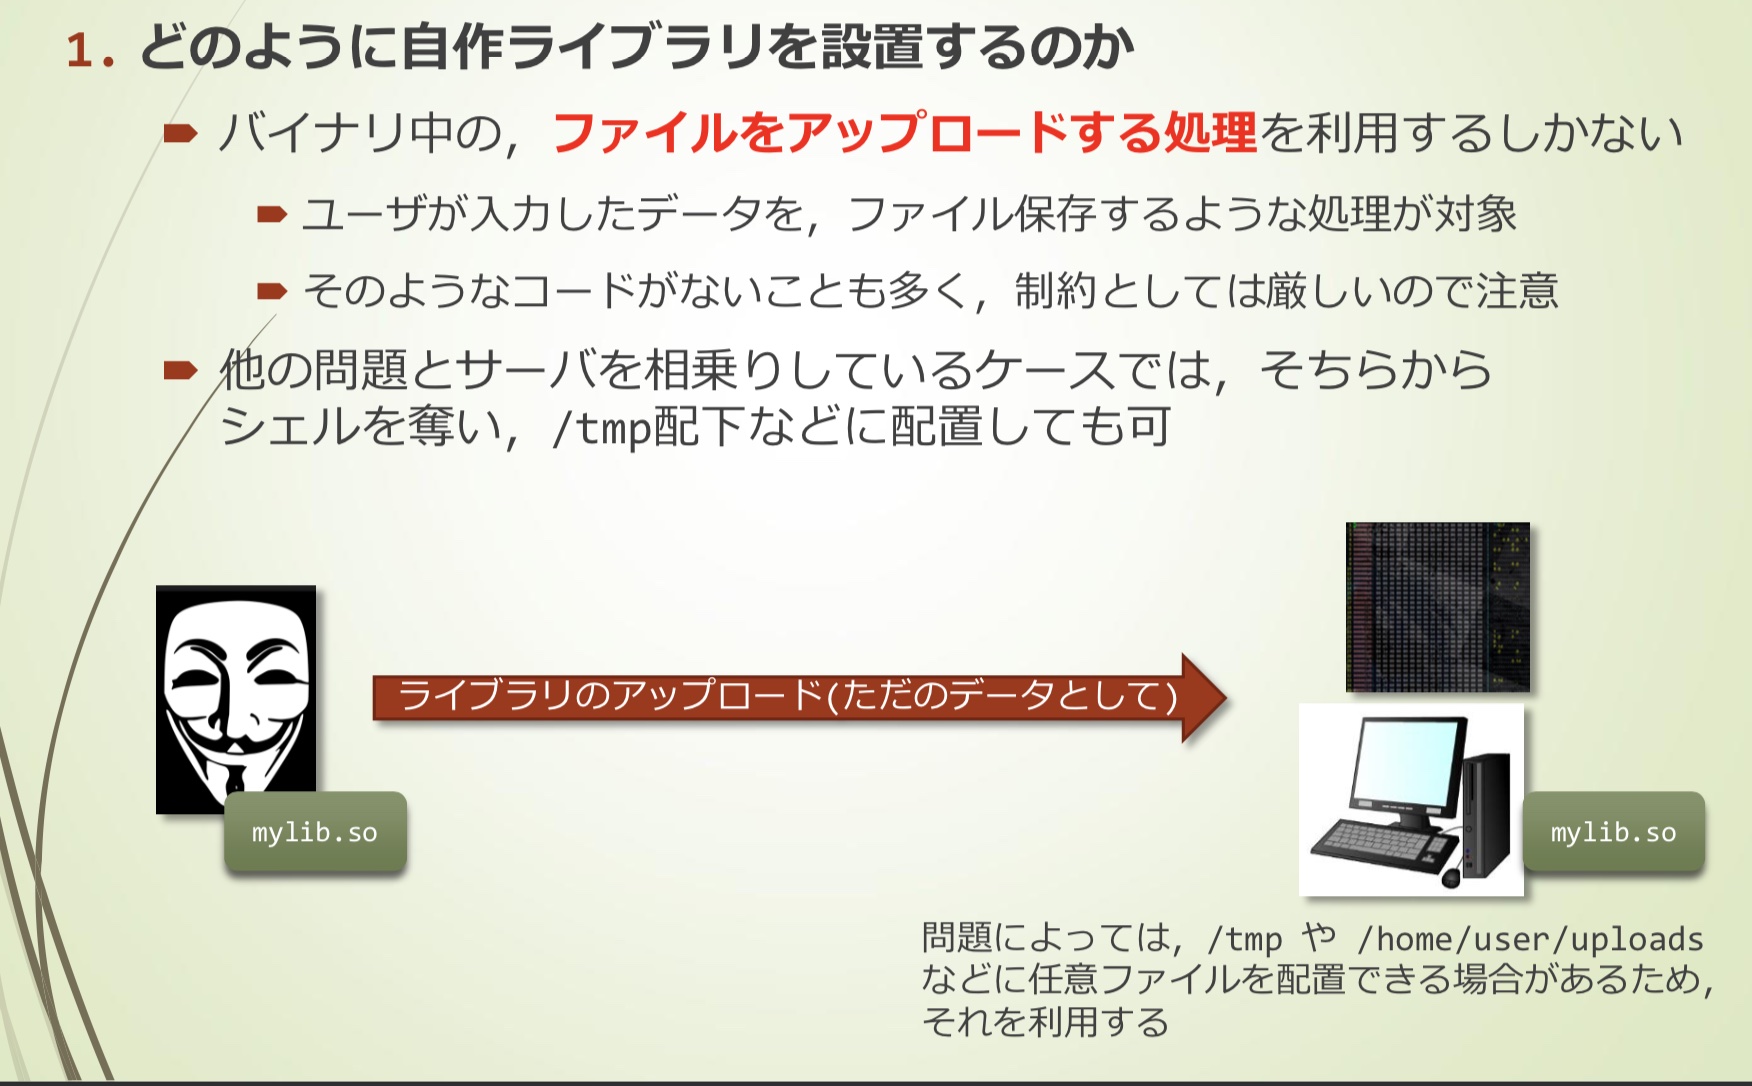 1. どのように自作ライブラリを設置するのか
バイナリ中の，ファイルをアップロードする処理を利用するしかない
ユーザが入力したデータを，ファイル保存するような処理が対象
そのようなコードがないことも多く，制約としては厳しいので注意
他の問題とサーバを相乗りしているケースでは，そちらから
シェルを奪い，/tmp配下などに配置しても可
ライブラリのアップロード(ただのデータとして)
mylib.so
mylib.so
問題によっては，/tmp や /home/user/uploads
などに任意ファイルを配置できる場合があるため，
それを利用する